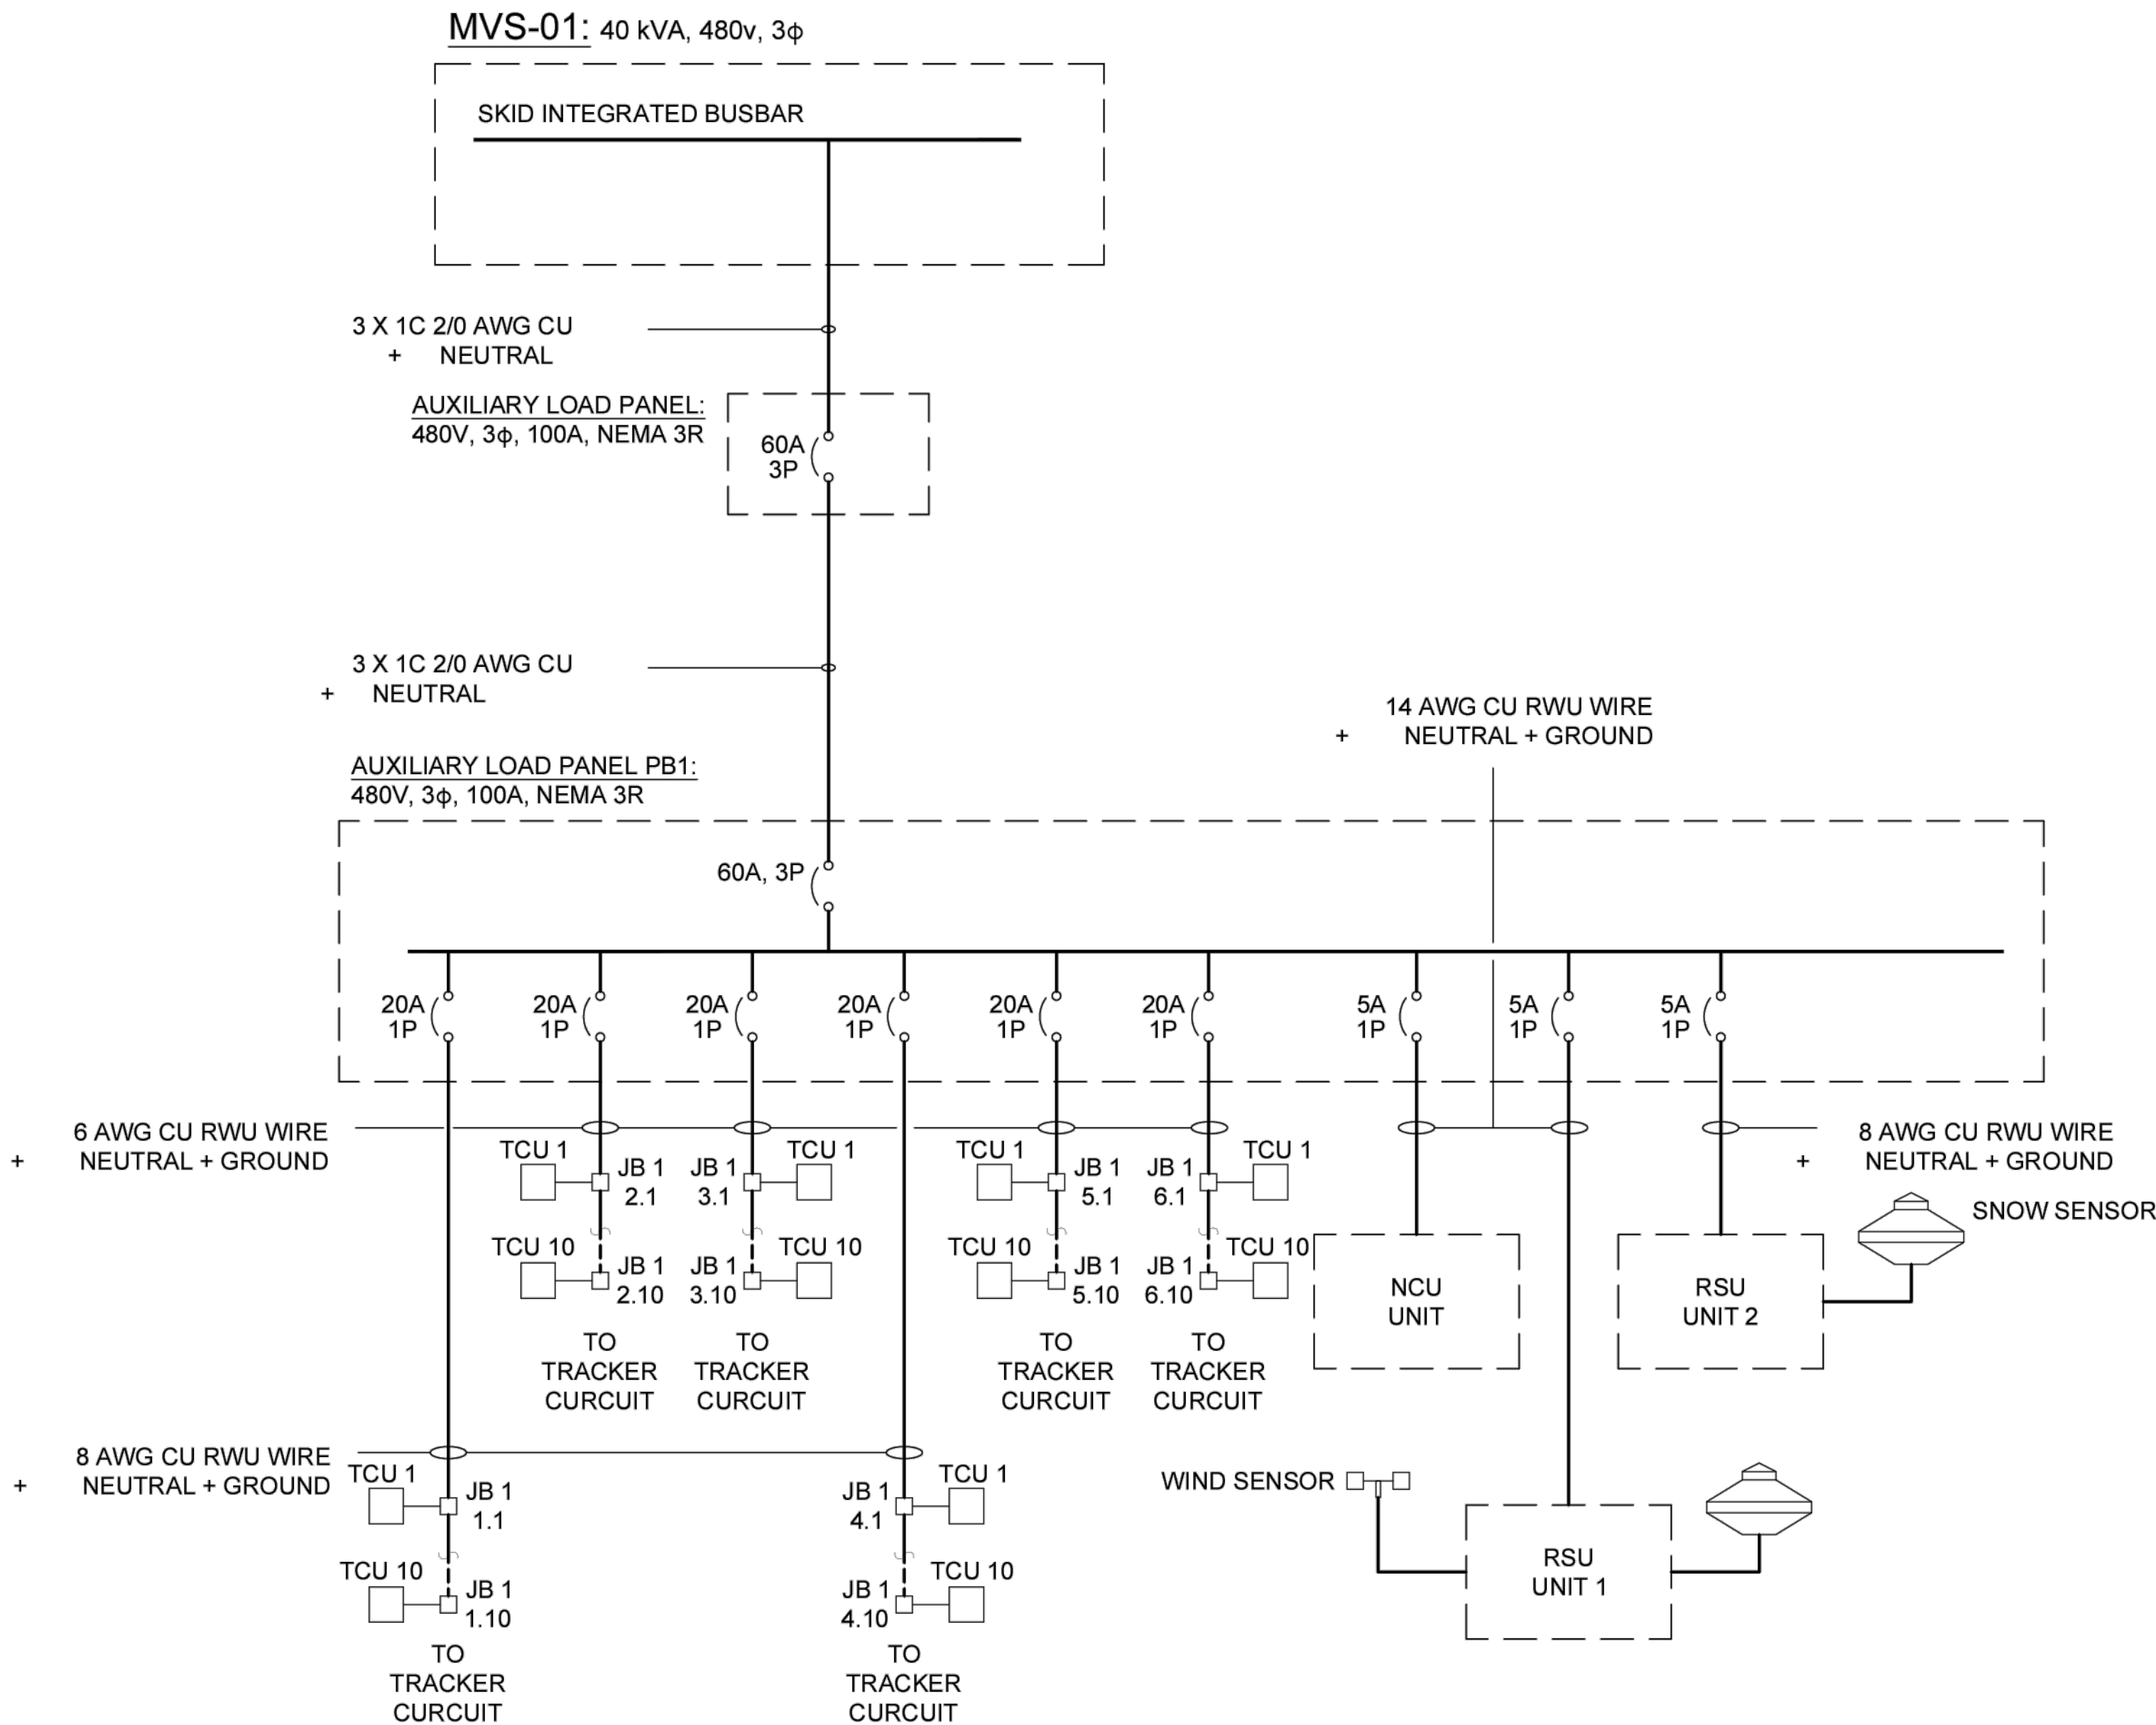 MVS-01: 40 kVA, 480v, 3ϕ
SKID INTEGRATED BUSBAR
3 X 1C 2/0 AWG CU
+ NEUTRAL
AUXILIARY LOAD PANEL:
480V, 3ϕ, 100A, NEMA 3R
60A
3P
3 X 1C 2/0 AWG CU
+ NEUTRAL
14 AWG CU RWU WIRE
+ NEUTRAL + GROUND
AUXILIARY LOAD PANEL PB1:
480V, 3ϕ, 100A, NEMA 3R
60A, 3P
20A
1P
20A
1P
20A
1P
20A
1P
20A
1P
20A
1P
5A
1P
5A
1P
5A
1P
6 AWG CU RWU WIRE
+ NEUTRAL + GROUND
8 AWG CU RWU WIRE
+ NEUTRAL + GROUND
TCU 1
JB 1
2.1
TCU 10
JB 1
2.10
TO
TRACKER
CURCUIT
TCU 1
JB 1
3.1
TCU 10
JB 1
3.10
TO
TRACKER
CURCUIT
TCU 1
JB 1
5.1
TCU 10
JB 1
5.10
TO
TRACKER
CURCUIT
TCU 1
JB 1
6.1
TCU 10
JB 1
6.10
TO
TRACKER
CURCUIT
NCU
UNIT
RSU
UNIT 2
SNOW SENSOR
8 AWG CU RWU WIRE
+ NEUTRAL + GROUND
TCU 1
JB 1
1.1
TCU 10
JB 1
1.10
TO
TRACKER
CURCUIT
TCU 1
JB 1
4.1
TCU 10
JB 1
4.10
TO
TRACKER
CURCUIT
WIND SENSOR
RSU
UNIT 1